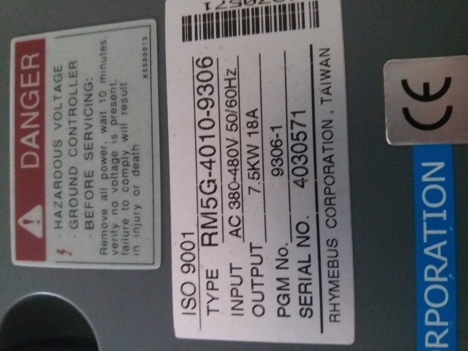 DANGER
- HAZARDOUS VOLTAGE
- GROUND CONTROLLER
- BEFORE SERVICING:
Remove all power, wait 10 minutes,
verify no voltage is present,
failure to comply will result
in injury or death
XSS00013
ISO 9001
TYPE RM5G-4010-9306
INPUT AC 380-480V 50/60Hz
OUTPUT 7.5KW 18A
PGM No. 9306-1
SERIAL NO. 4030571
RHYMEBUS CORPORATION , TAIWAN
CE
RPORATION